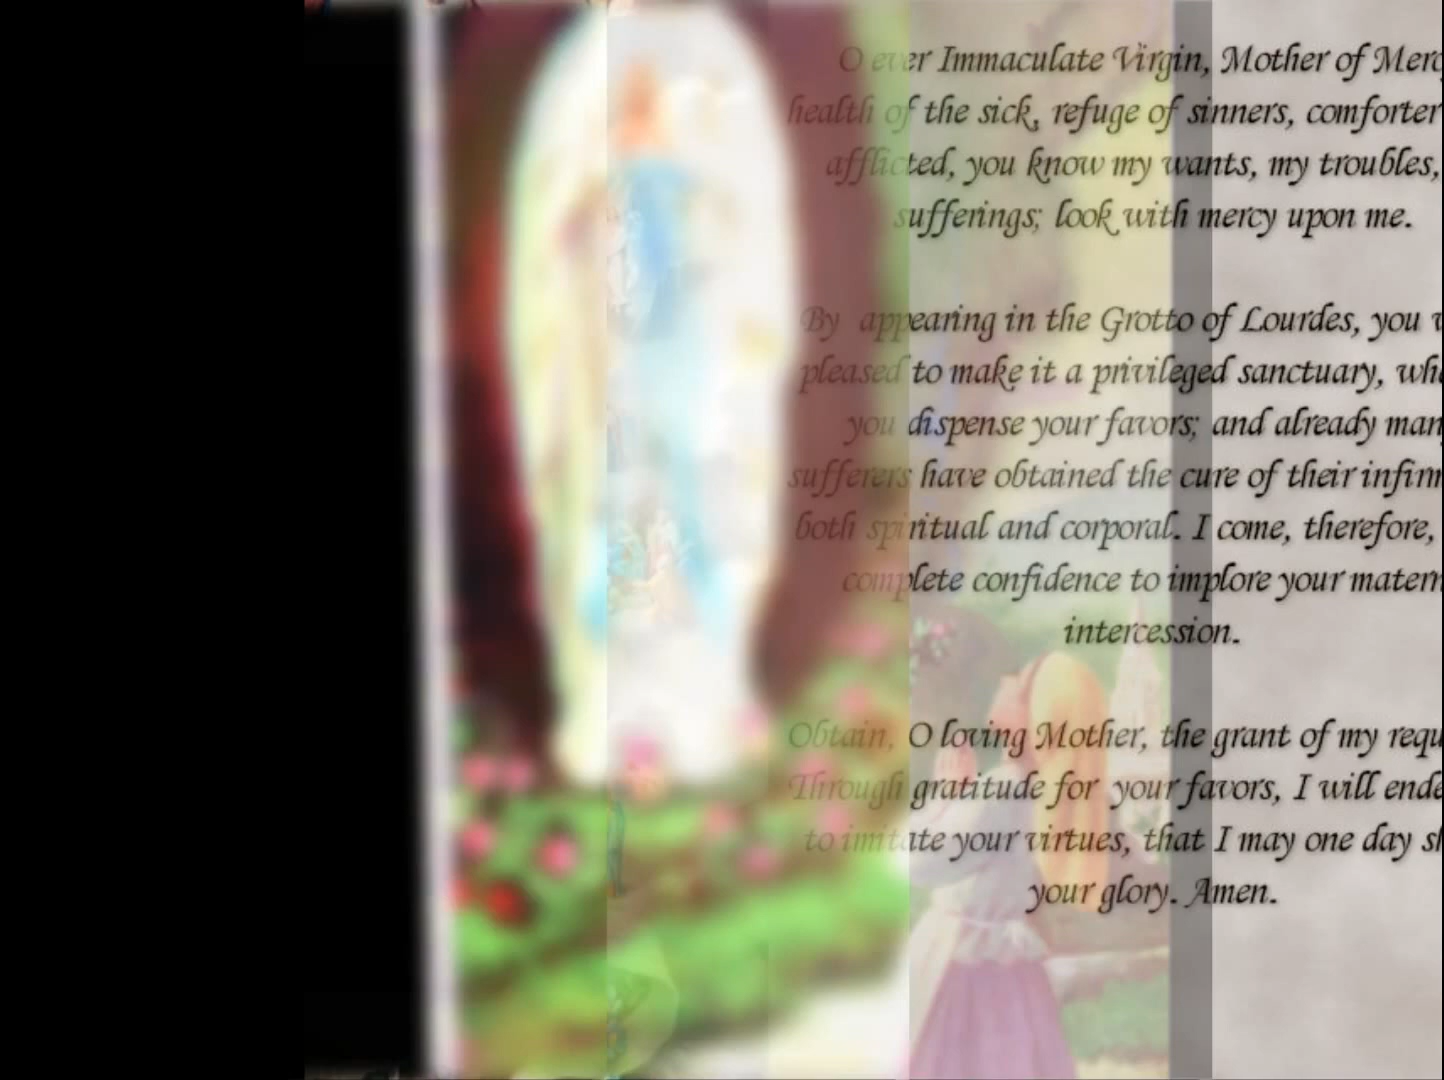 O ever Immaculate Virgin, Mother of
health of the sick, refuge of sinners, comforter
afflicted, you know my wants, my troubles,
sufferings; look with mercy upon me.
By appearing in the Grotto of Lourdes, you
pleased to make it a privileged sanctuary,
you dispense your favors; and already
sufferers have obtained the cure of their
both spiritual and corporal. I come, therefore,
complete confidence to implore your
intercession.
Obtain, O loving Mother, the grant of my
Through gratitude for your favors, I will
to imitate your virtues, that I may one day
your glory. Amen.